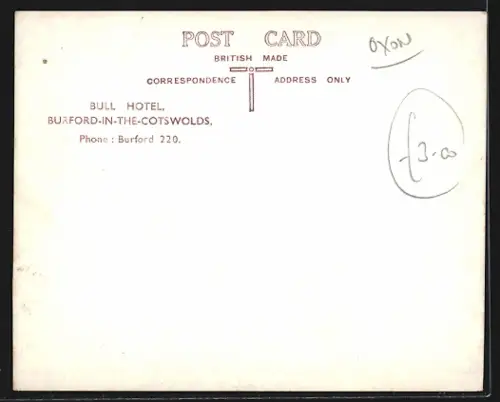 POST CARD
OXON
BRITISH MADE
CORRESPONDENCE ADDRESS ONLY
BULL HOTEL,
BURFORD-IN-THE-COTSWOLDS,
Phone : Burford 220.
£3-00